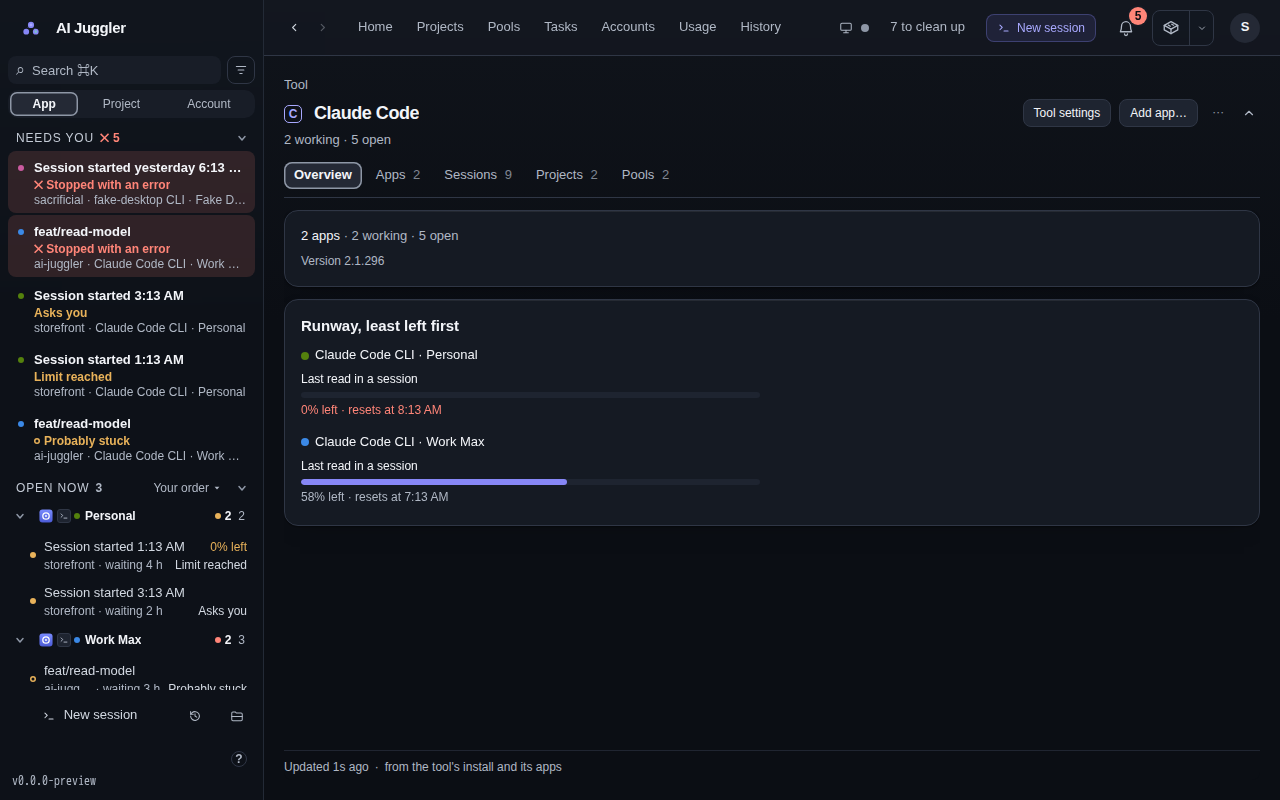 AI Juggler
Search ⌘K
App Project Account
NEEDS YOU 5
Session started yesterday 6:13 …
Stopped with an error
sacrificial · fake-desktop CLI · Fake D…
feat/read-model
Stopped with an error
ai-juggler · Claude Code CLI · Work …
Session started 3:13 AM
Asks you
storefront · Claude Code CLI · Personal
Session started 1:13 AM
Limit reached
storefront · Claude Code CLI · Personal
feat/read-model
Probably stuck
ai-juggler · Claude Code CLI · Work …
OPEN NOW 3 Your order
Personal 2 2
Session started 1:13 AM 0% left
storefront · waiting 4 h Limit reached
Session started 3:13 AM
storefront · waiting 2 h Asks you
Work Max 2 3
feat/read-model
ai-jugg… · waiting 3 h Probably stuck
New session
?
v0.0.0-preview
Home Projects Pools Tasks Accounts Usage History
7 to clean up
New session
5
S
Tool
C Claude Code
Tool settings Add app… ···
2 working · 5 open
Overview Apps 2 Sessions 9 Projects 2 Pools 2
2 apps · 2 working · 5 open
Version 2.1.296
Runway, least left first
Claude Code CLI · Personal
Last read in a session
0% left · resets at 8:13 AM
Claude Code CLI · Work Max
Last read in a session
58% left · resets at 7:13 AM
Updated 1s ago · from the tool's install and its apps